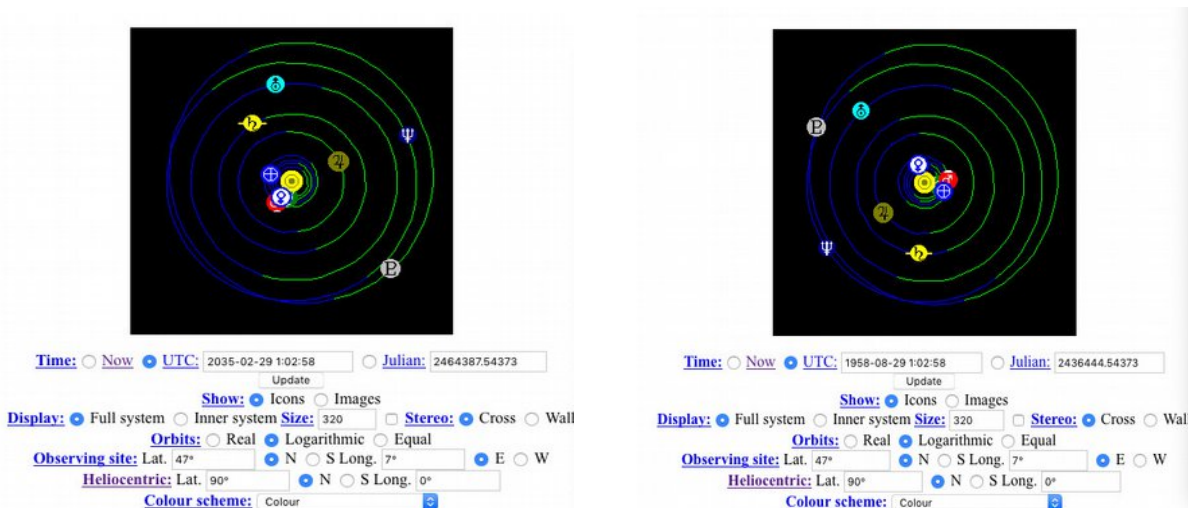 Time: Now UTC: 2035-02-29 1:02:58 Julian: 2464387.54373
Update
Show: Icons Images
Display: Full system Inner system Size: 320 Stereo: Cross Wall
Orbits: Real Logarithmic Equal
Observing site: Lat. 47° N S Long. 7° E W
Heliocentric: Lat. 90° N S Long. 0°
Colour scheme: Colour
Time: Now UTC: 1958-08-29 1:02:58 Julian: 2436444.54373
Update
Show: Icons Images
Display: Full system Inner system Size: 320 Stereo: Cross Wall
Orbits: Real Logarithmic Equal
Observing site: Lat. 47° N S Long. 7° E W
Heliocentric: Lat. 90° N S Long. 0°
Colour scheme: Colour